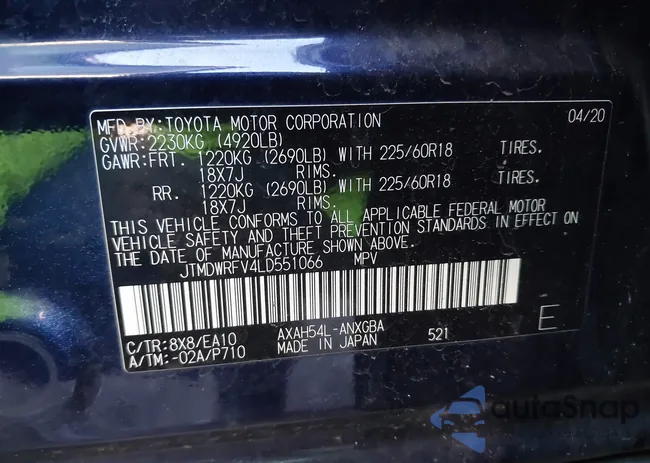 MFD. BY: TOYOTA MOTOR CORPORATION 04/20
GVWR: 2230KG (4920LB)
GAWR: FRT. 1220KG (2690LB) WITH 225/60R18 TIRES.
18X7J RIMS.
RR. 1220KG (2690LB) WITH 225/60R18 TIRES.
18X7J RIMS.
THIS VEHICLE CONFORMS TO ALL APPLICABLE FEDERAL MOTOR
VEHICLE SAFETY AND THEFT PREVENTION STANDARDS IN EFFECT ON
THE DATE OF MANUFACTURE SHOWN ABOVE.
JTMDWRFV4LD551066 MPV
C/TR: 8X8/EA10 AXAH54L-ANXGBA 521 E
A/TM: -02A/P710 MADE IN JAPAN
autoSnap